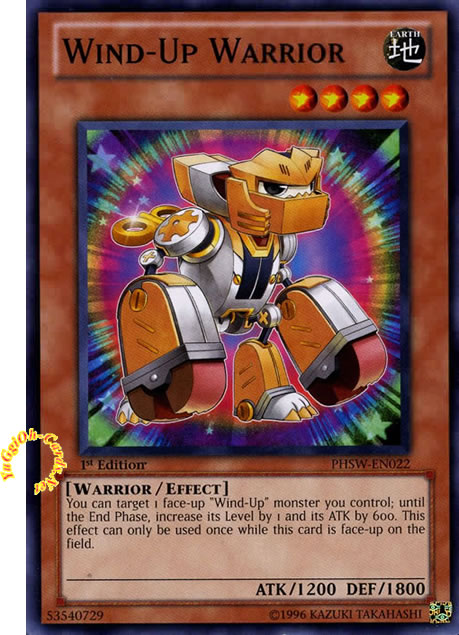 Wind-Up Warrior
EARTH
地
1st Edition
PHSW-EN022
[Warrior/Effect]
You can target 1 face-up "Wind-Up" monster you control; until
the End Phase, increase its Level by 1 and its ATK by 600. This
effect can only be used once while this card is face-up on the
field.
ATK/1200 DEF/1800
53540729
©1996 KAZUKI TAKAHASHI
YuGgiOh-Cards.Net